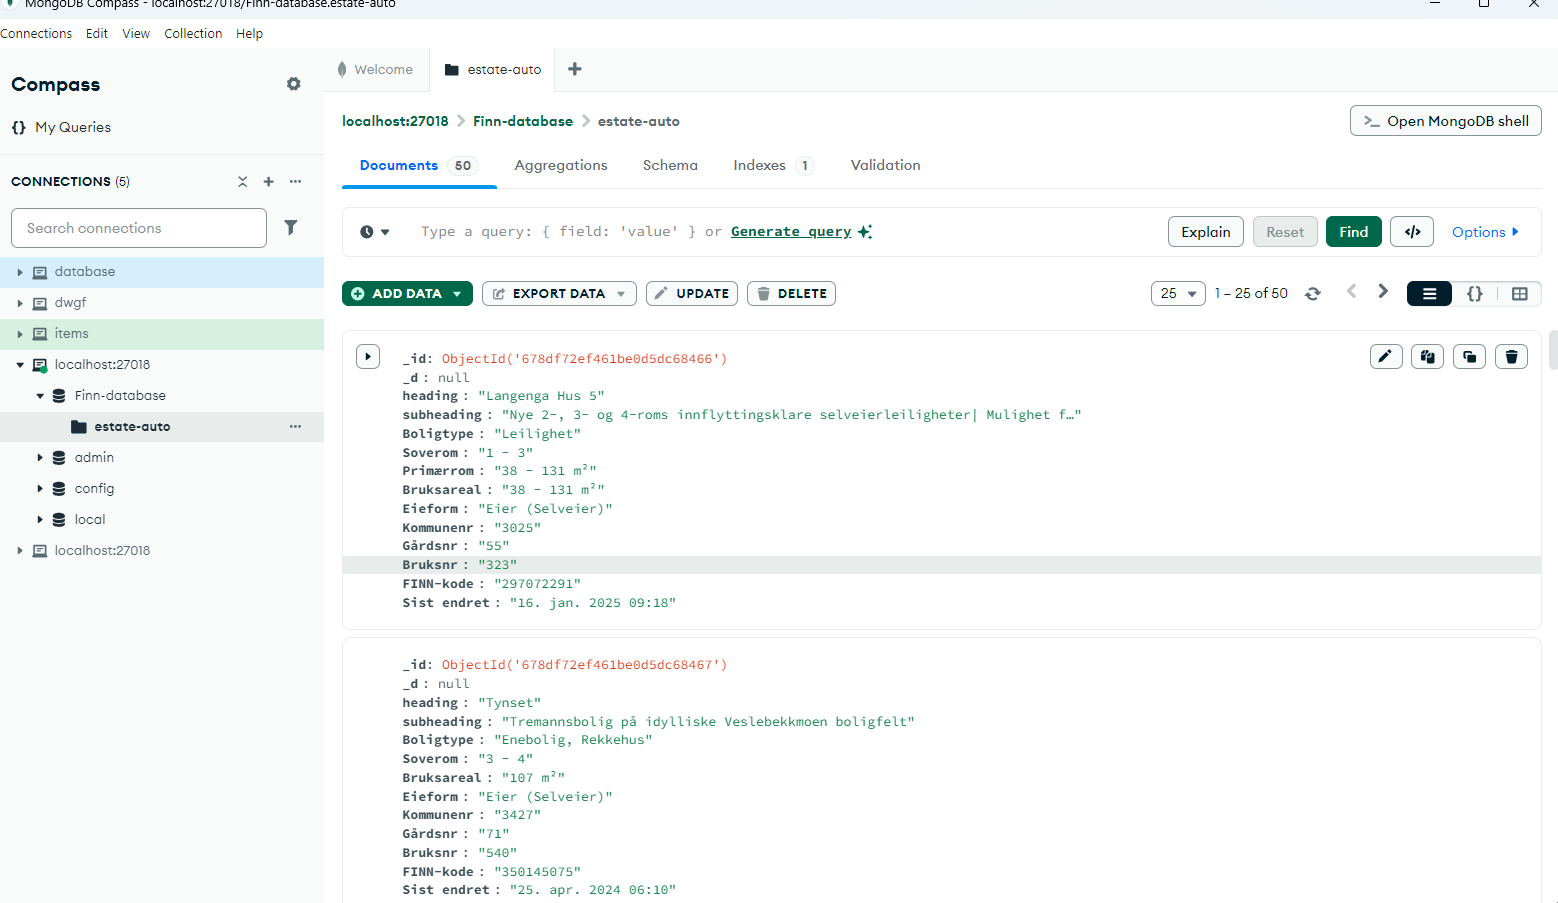 MongoDB Compass - localhost:27018/Finn-database.estate-auto
Connections Edit View Collection Help
Compass
{} My Queries
CONNECTIONS (5)
Search connections
database
dwgf
items
localhost:27018
Finn-database
estate-auto
admin
config
local
localhost:27018
Welcome
estate-auto
localhost:27018 > Finn-database > estate-auto
>_ Open MongoDB shell
Documents 50 Aggregations Schema Indexes 1 Validation
Type a query: { field: 'value' } or Generate query
Explain Reset Find </> Options
ADD DATA EXPORT DATA UPDATE DELETE
25 1 – 25 of 50 {}
_id: ObjectId('678df72ef461be0d5dc68466')
_d : null
heading : "Langenga Hus 5"
subheading : "Nye 2-, 3- og 4-roms innflyttingsklare selveierleiligheter| Mulighet f…"
Boligtype : "Leilighet"
Soverom : "1 - 3"
Primærrom : "38 - 131 m²"
Bruksareal : "38 - 131 m²"
Eieform : "Eier (Selveier)"
Kommunenr : "3025"
Gårdsnr : "55"
Bruksnr : "323"
FINN-kode : "297072291"
Sist endret : "16. jan. 2025 09:18"
_id: ObjectId('678df72ef461be0d5dc68467')
_d : null
heading : "Tynset"
subheading : "Tremannsbolig på idylliske Veslebekkmoen boligfelt"
Boligtype : "Enebolig, Rekkehus"
Soverom : "3 - 4"
Bruksareal : "107 m²"
Eieform : "Eier (Selveier)"
Kommunenr : "3427"
Gårdsnr : "71"
Bruksnr : "540"
FINN-kode : "350145075"
Sist endret : "25. apr. 2024 06:10"